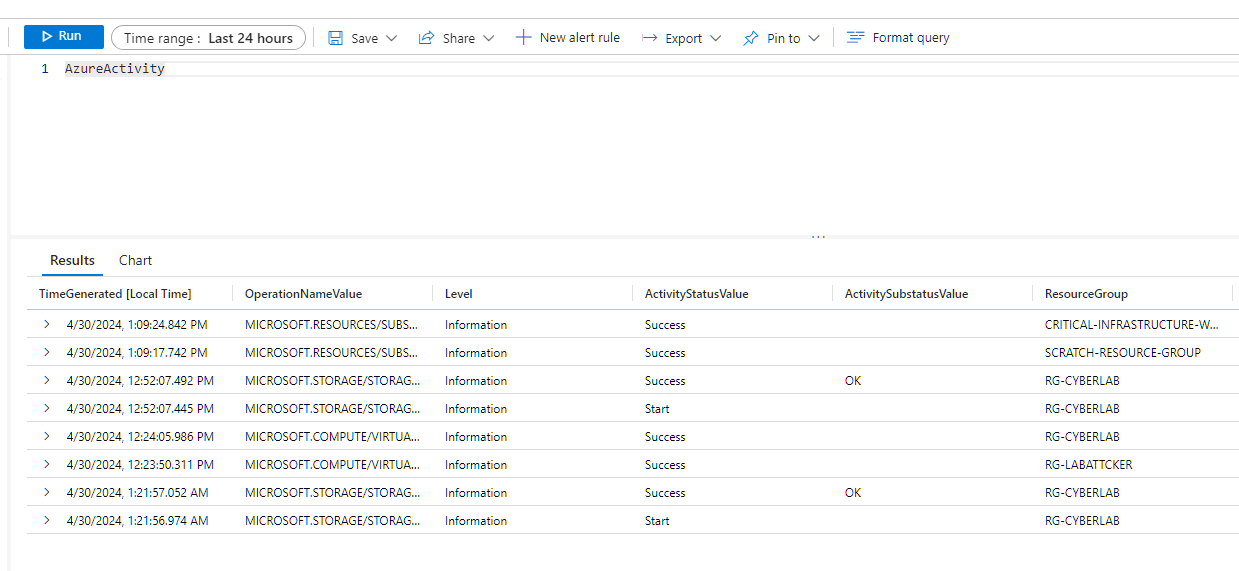 Run Time range : Last 24 hours Save Share New alert rule Export Pin to Format query
1 AzureActivity
...
Results Chart
TimeGenerated [Local Time] OperationNameValue Level ActivityStatusValue ActivitySubstatusValue ResourceGroup
4/30/2024, 1:09:24.842 PM MICROSOFT.RESOURCES/SUBS... Information Success CRITICAL-INFRASTRUCTURE-W...
4/30/2024, 1:09:17.742 PM MICROSOFT.RESOURCES/SUBS... Information Success SCRATCH-RESOURCE-GROUP
4/30/2024, 12:52:07.492 PM MICROSOFT.STORAGE/STORAG... Information Success OK RG-CYBERLAB
4/30/2024, 12:52:07.445 PM MICROSOFT.STORAGE/STORAG... Information Start RG-CYBERLAB
4/30/2024, 12:24:05.986 PM MICROSOFT.COMPUTE/VIRTUA... Information Success RG-CYBERLAB
4/30/2024, 12:23:50.311 PM MICROSOFT.COMPUTE/VIRTUA... Information Success RG-LABATTCKER
4/30/2024, 1:21:57.052 AM MICROSOFT.STORAGE/STORAG... Information Success OK RG-CYBERLAB
4/30/2024, 1:21:56.974 AM MICROSOFT.STORAGE/STORAG... Information Start RG-CYBERLAB